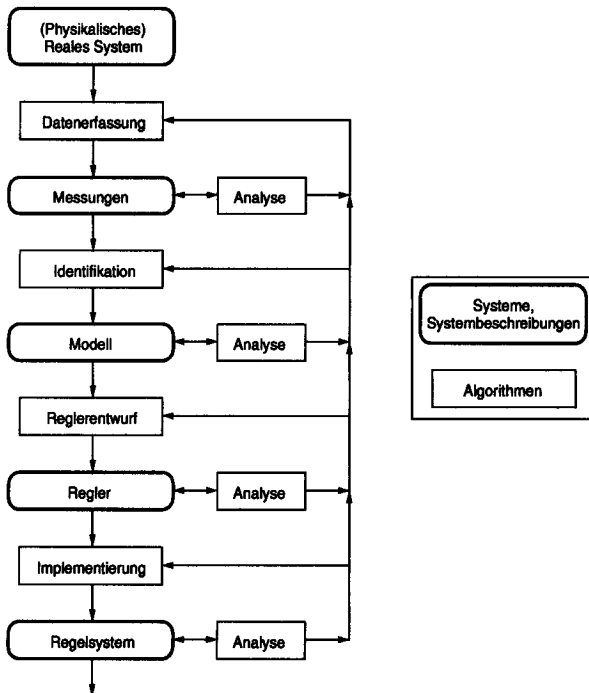 (Physikalisches)
Reales System
Datenerfassung
Messungen
Analyse
Identifikation
Modell
Analyse
Reglerentwurf
Regler
Analyse
Implementierung
Regelsystem
Analyse
Systeme,
Systembeschreibungen
Algorithmen